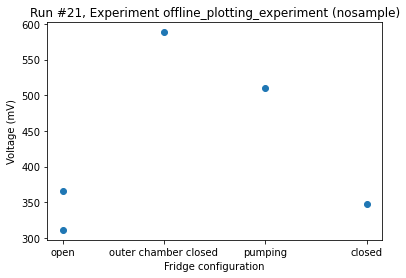 Run #21, Experiment offline_plotting_experiment (nosample)
600
550
500
450
400
350
300
Voltage (mV)
open outer chamber closed pumping closed
Fridge configuration